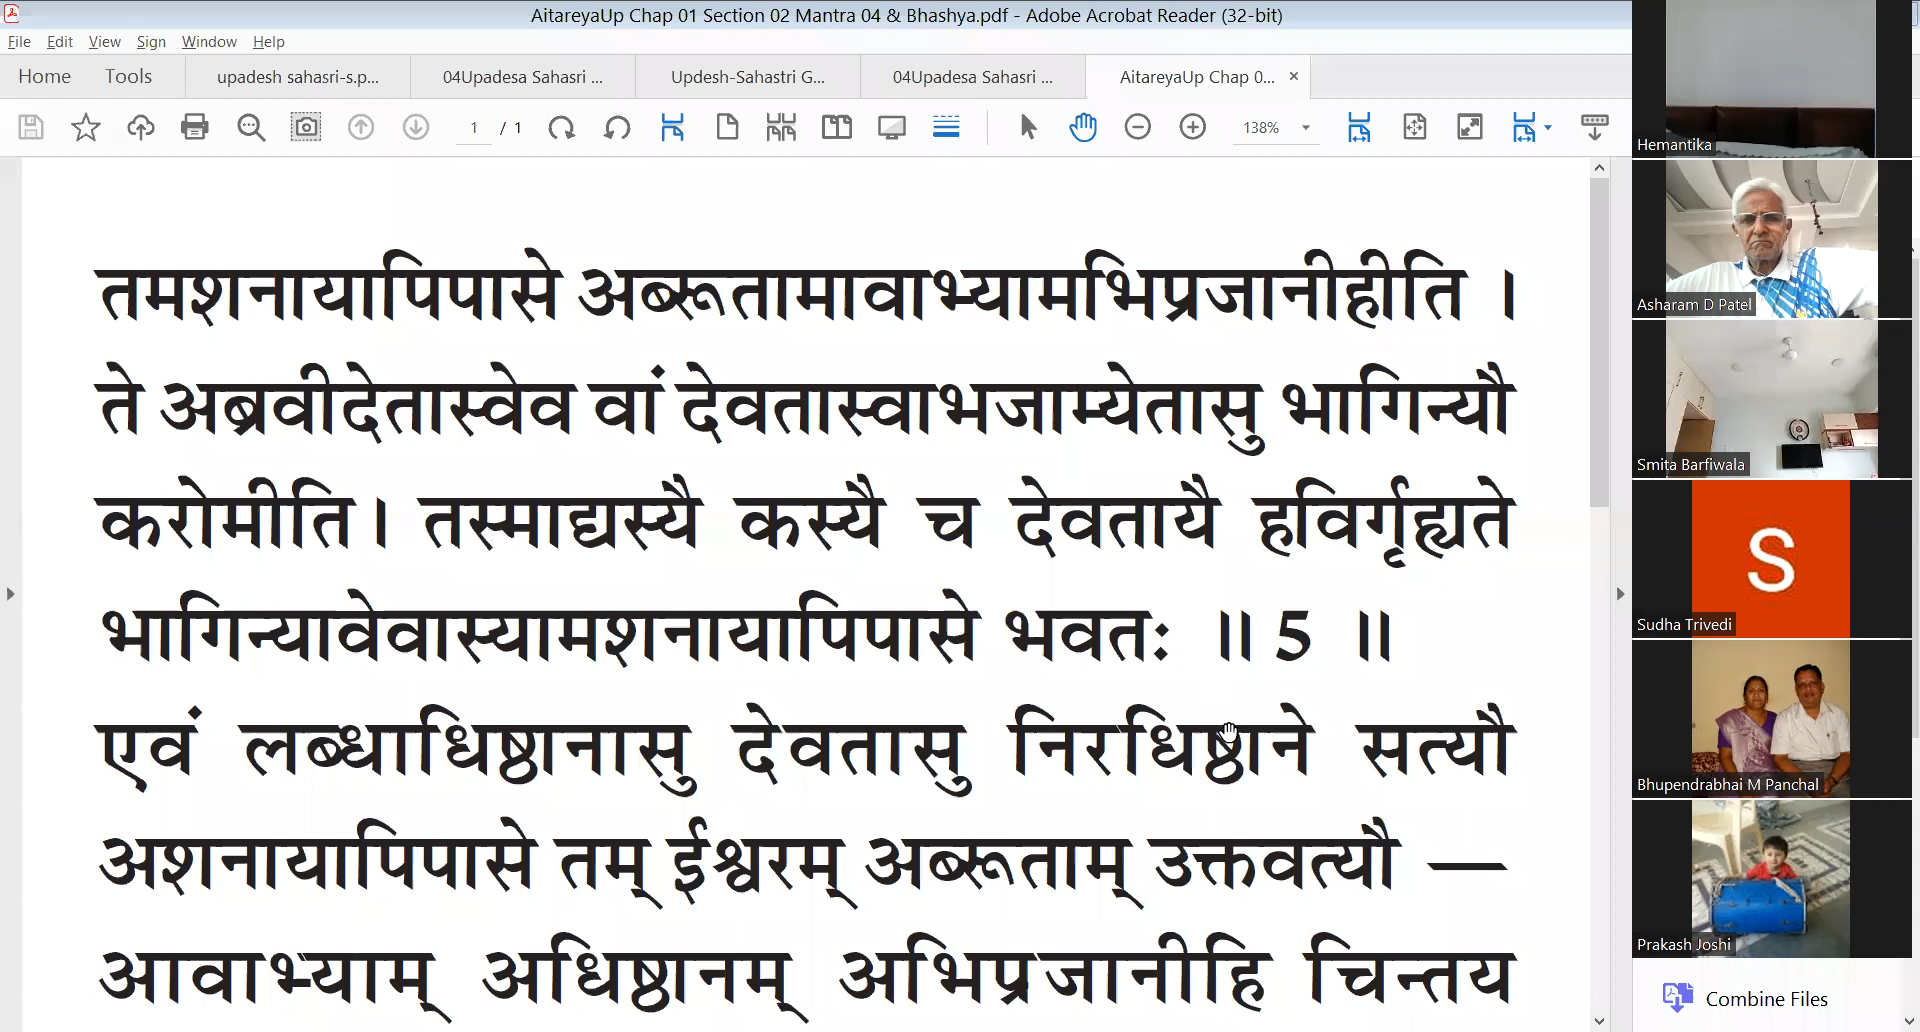 AitareyaUp Chap 01 Section 02 Mantra 04 & Bhashya.pdf - Adobe Acrobat Reader (32-bit)
File Edit View Sign Window Help
Home Tools upadesh sahasri-s.p... 04Upadesa Sahasri ... Updesh-Sahastri G... 04Upadesa Sahasri ... AitareyaUp Chap 0... ×
1 / 1 138%
तमशनायापिपासे अब्रूतामावाभ्यामभिप्रजानीहीति ।
ते अब्रवीदेतास्वेव वां देवतास्वाभजाम्येतासु भागिन्यौ
करोमीति। तस्माद्यस्यै कस्यै च देवतायै हविर्गृह्यते
भागिन्यावेवास्यामशनायापिपासे भवतः ॥ 5 ॥
एवं लब्धाधिष्ठानासु देवतासु निरधिष्ठाने सत्यौ
अशनायापिपासे तम् ईश्वरम् अब्रूताम् उक्तवत्यौ —
आवाभ्याम् अधिष्ठानम् अभिप्रजानीहि चिन्तय
Hemantika
Asharam D Patel
Smita Barfiwala
S
Sudha Trivedi
Bhupendrabhai M Panchal
Prakash Joshi
Combine Files